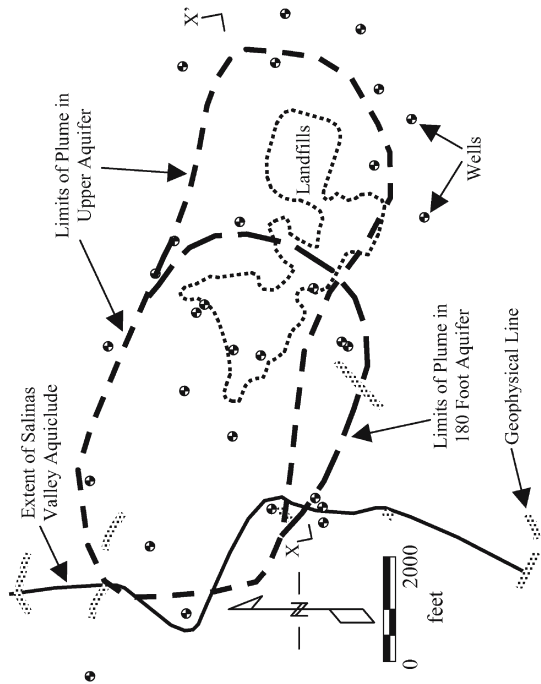 X'
Limits of Plume in
Upper Aquifer
Landfills
Wells
Extent of Salinas
Valley Aquiclude
Limits of Plume in
180 Foot Aquifer
Geophysical Line
X
N
0
2000
feet